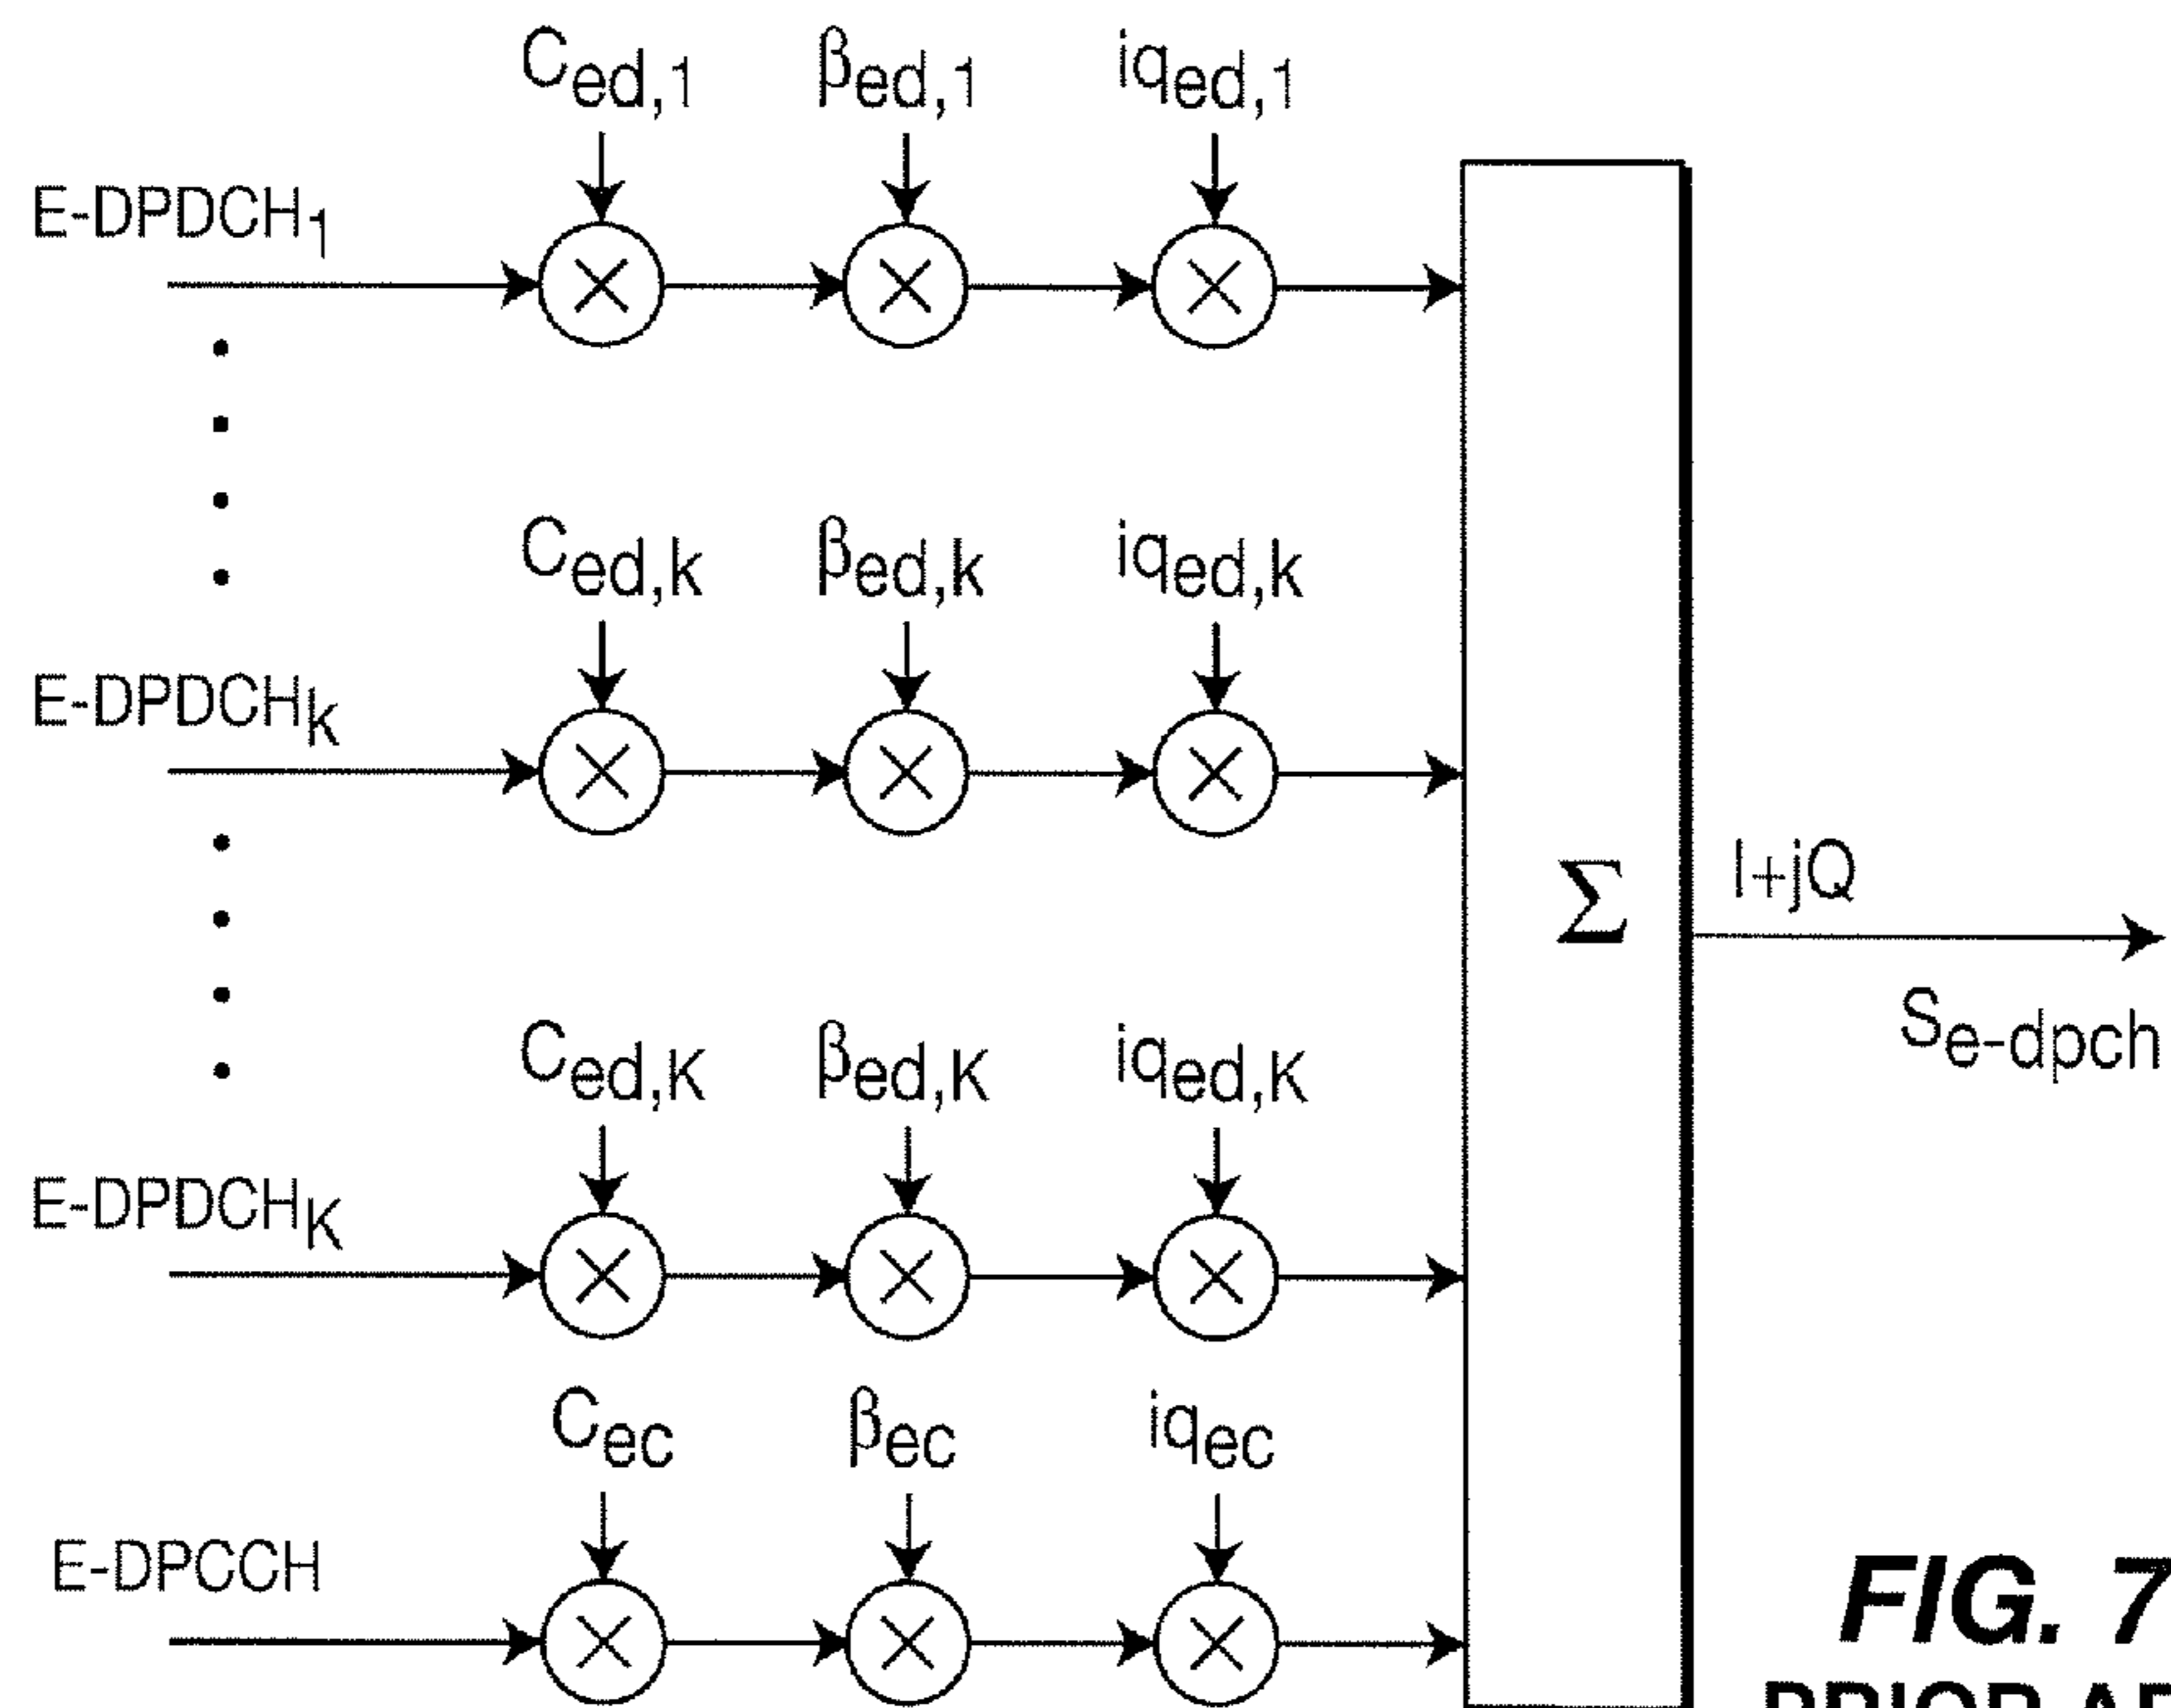 Ced,1 βed,1 iqed,1
E-DPDCH1
Ced,k βed,k iqed,k
E-DPDCHk
Σ
I+jQ
Se-dpch
Ced,K βed,K iqed,K
E-DPDCHK
Cec βec iqec
E-DPCCH
FIG. 7
PRIOR